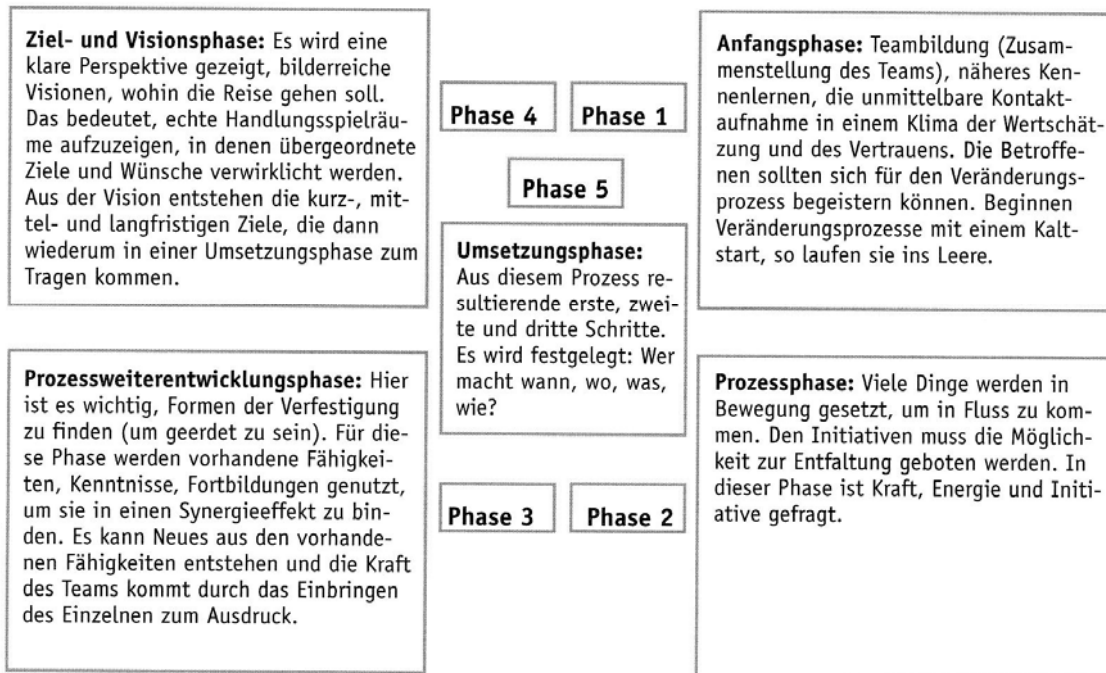 Ziel- und Visionsphase: Es wird eine
klare Perspektive gezeigt, bilderreiche
Visionen, wohin die Reise gehen soll.
Das bedeutet, echte Handlungsspielräu-
me aufzuzeigen, in denen übergeordnete
Ziele und Wünsche verwirklicht werden.
Aus der Vision entstehen die kurz-, mit-
tel- und langfristigen Ziele, die dann
wiederum in einer Umsetzungsphase zum
Tragen kommen.
Phase 4
Phase 1
Anfangsphase: Teambildung (Zusam-
menstellung des Teams), näheres Ken-
nenlernen, die unmittelbare Kontakt-
aufnahme in einem Klima der Wertschät-
zung und des Vertrauens. Die Betroffe-
nen sollten sich für den Veränderungs-
prozess begeistern können. Beginnen
Veränderungsprozesse mit einem Kalt-
start, so laufen sie ins Leere.
Phase 5
Umsetzungsphase:
Aus diesem Prozess re-
sultierende erste, zwei-
te und dritte Schritte.
Es wird festgelegt: Wer
macht wann, wo, was,
wie?
Prozessweiterentwicklungsphase: Hier
ist es wichtig, Formen der Verfestigung
zu finden (um geerdet zu sein). Für die-
se Phase werden vorhandene Fähigkei-
ten, Kenntnisse, Fortbildungen genutzt,
um sie in einen Synergieeffekt zu bin-
den. Es kann Neues aus den vorhande-
nen Fähigkeiten entstehen und die Kraft
des Teams kommt durch das Einbringen
des Einzelnen zum Ausdruck.
Phase 3
Phase 2
Prozessphase: Viele Dinge werden in
Bewegung gesetzt, um in Fluss zu kom-
men. Den Initiativen muss die Möglich-
keit zur Entfaltung geboten werden. In
dieser Phase ist Kraft, Energie und Initi-
ative gefragt.